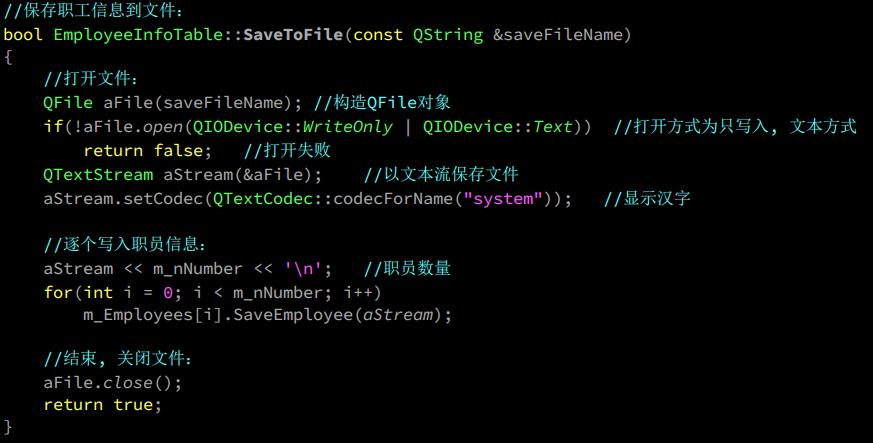 //保存职工信息到文件:
bool EmployeeInfoTable::SaveToFile(const QString &saveFileName)
{
    //打开文件:
    QFile aFile(saveFileName); //构造QFile对象
    if(!aFile.open(QIODevice::WriteOnly | QIODevice::Text))  //打开方式为只写入, 文本方式
        return false;   //打开失败
    QTextStream aStream(&aFile);    //以文本流保存文件
    aStream.setCodec(QTextCodec::codecForName("system"));   //显示汉字

    //逐个写入职员信息:
    aStream << m_nNumber << '\n';   //职员数量
    for(int i = 0; i < m_nNumber; i++)
        m_Employees[i].SaveEmployee(aStream);

    //结束, 关闭文件:
    aFile.close();
    return true;
}